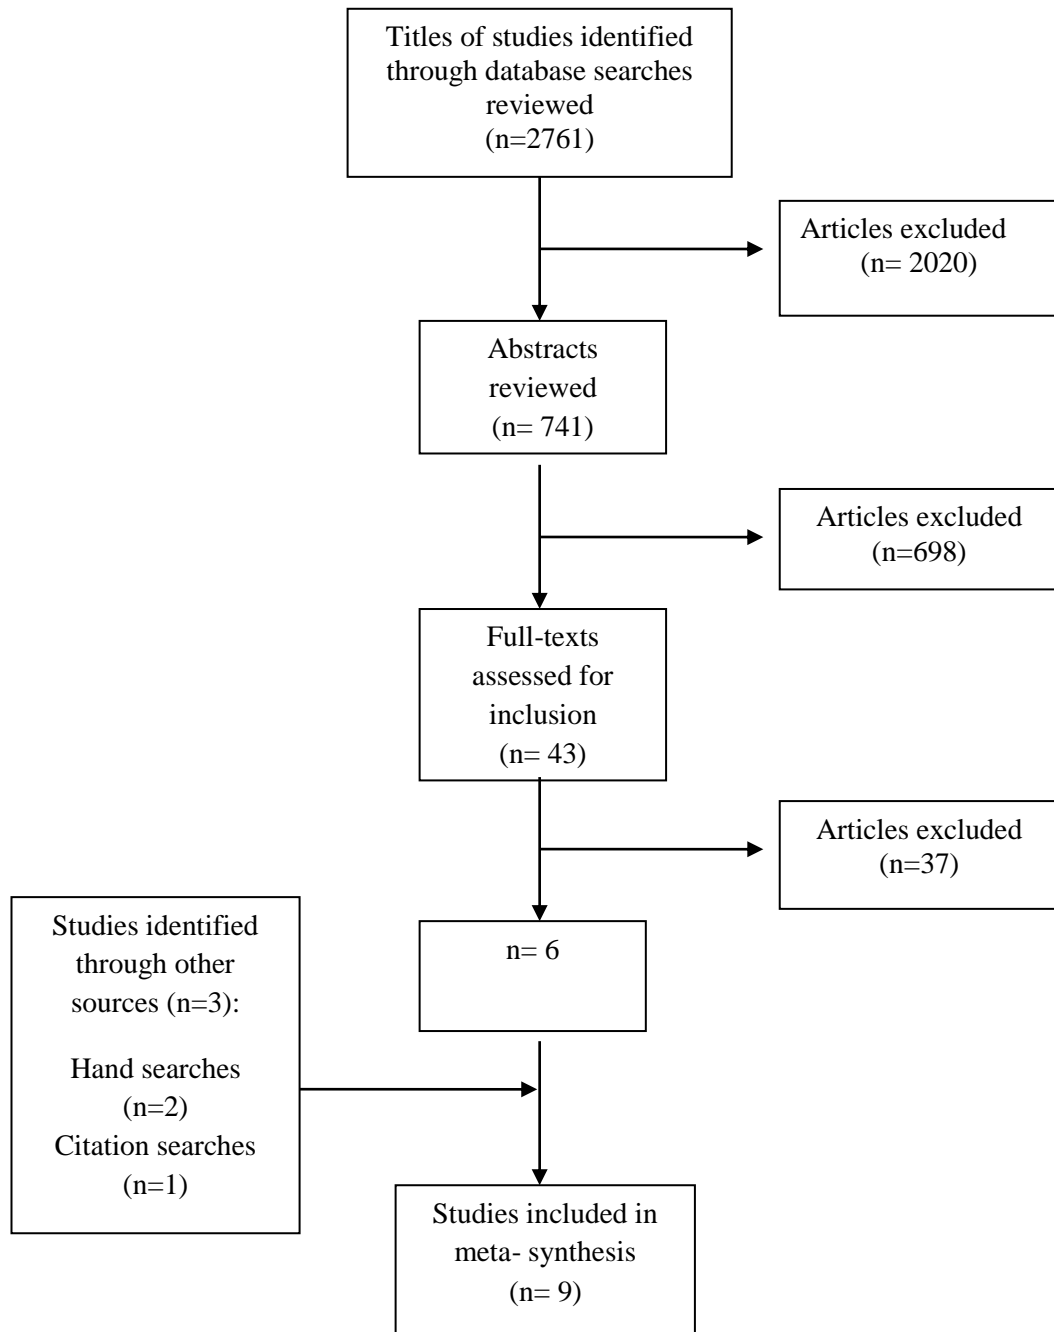 Titles of studies identified
through database searches
reviewed
(n=2761)
Articles excluded
(n= 2020)
Abstracts
reviewed
(n= 741)
Articles excluded
(n=698)
Full-texts
assessed for
inclusion
(n= 43)
Articles excluded
(n=37)
n= 6
Studies identified
through other
sources (n=3):
Hand searches
(n=2)
Citation searches
(n=1)
Studies included in
meta- synthesis
(n= 9)